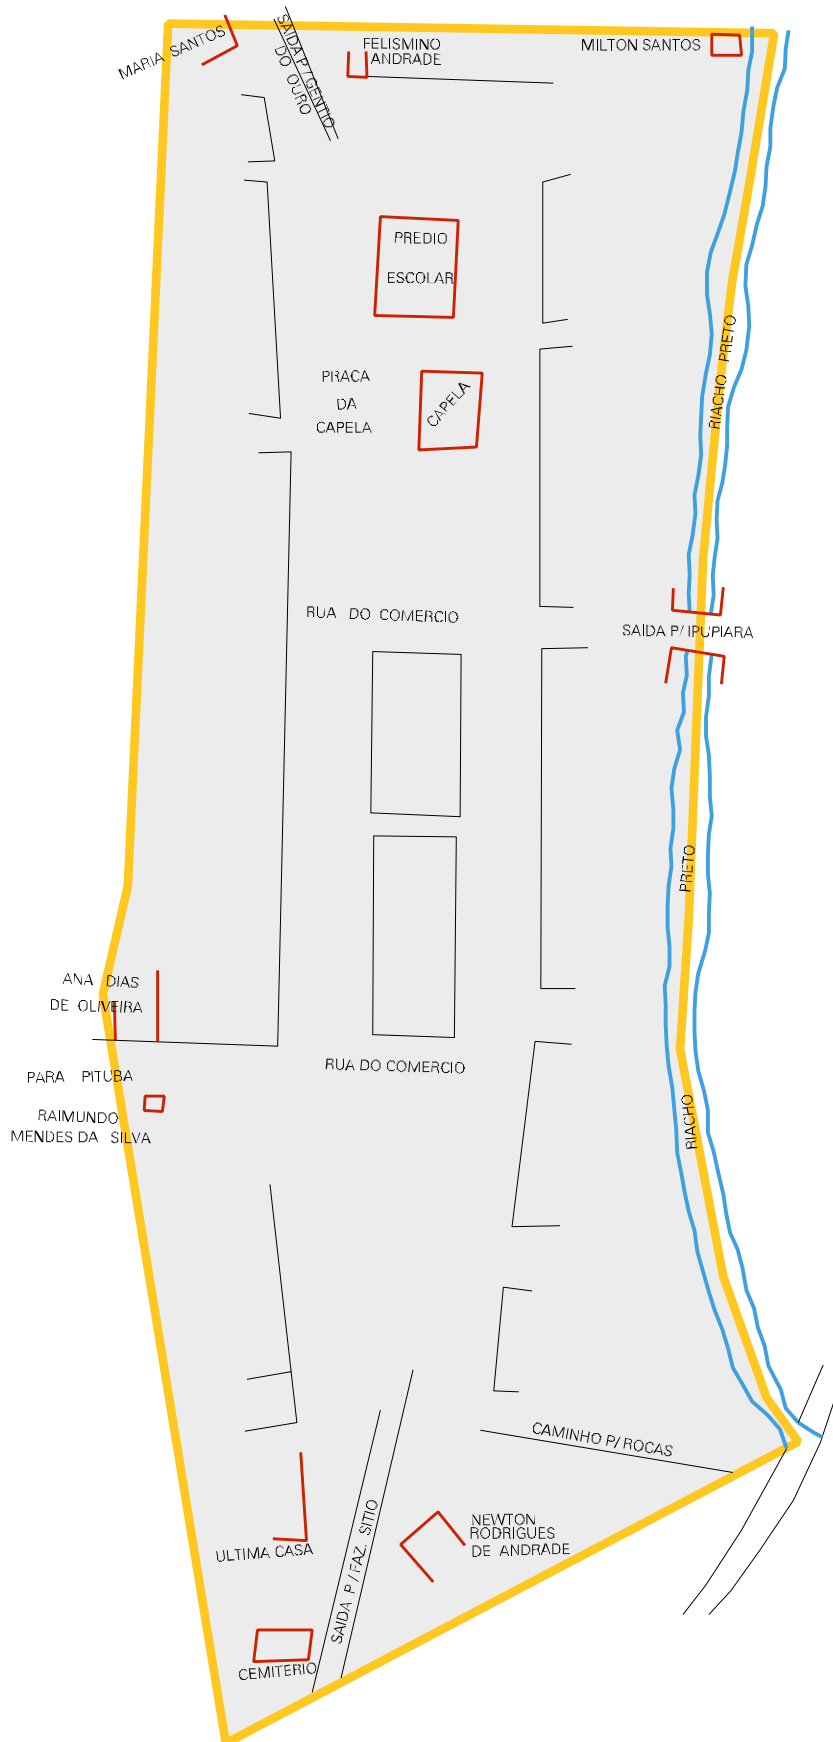 MARIA SANTOS
SAIDA P/ GENTIO
DO OURO
FELISMINO
ANDRADE
MILTON SANTOS
PREDIO
ESCOLAR
PRACA
DA
CAPELA
CAPELA
RIACHO PRETO
RUA DO COMERCIO
SAIDA P/ IPUPIARA
PRETO
ANA DIAS
DE OLIVEIRA
RUA DO COMERCIO
PARA PITUBA
RAIMUNDO
MENDES DA SILVA
RIACHO
CAMINHO P/ ROCAS
NEWTON
RODRIGUES
DE ANDRADE
ULTIMA CASA
SAIDA P/ FAZ. SITIO
CEMITERIO